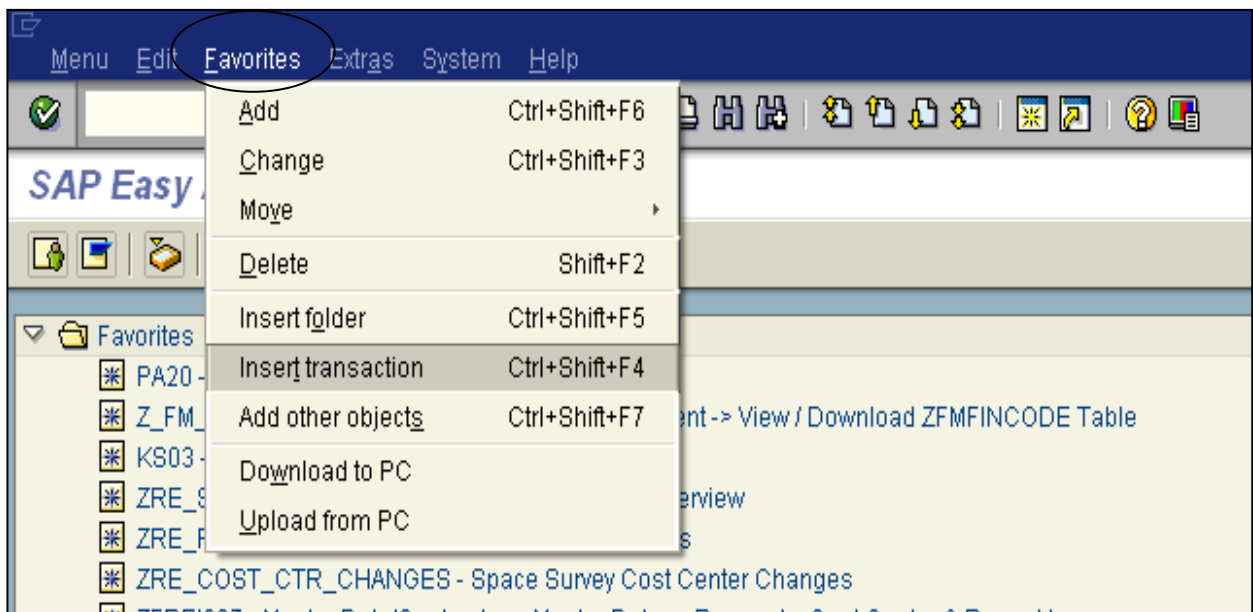 Menu Edit Favorites Extras System Help
Add Ctrl+Shift+F6
Change Ctrl+Shift+F3
SAP Easy
Move
Delete Shift+F2
Insert folder Ctrl+Shift+F5
Favorites
Insert transaction Ctrl+Shift+F4
PA20 -
Add other objects Ctrl+Shift+F7
Z_FM_ ent -> View / Download ZFMFINCODE Table
KS03 -
Download to PC
ZRE_S erview
Upload from PC
ZRE_F s
ZRE_COST_CTR_CHANGES - Space Survey Cost Center Changes